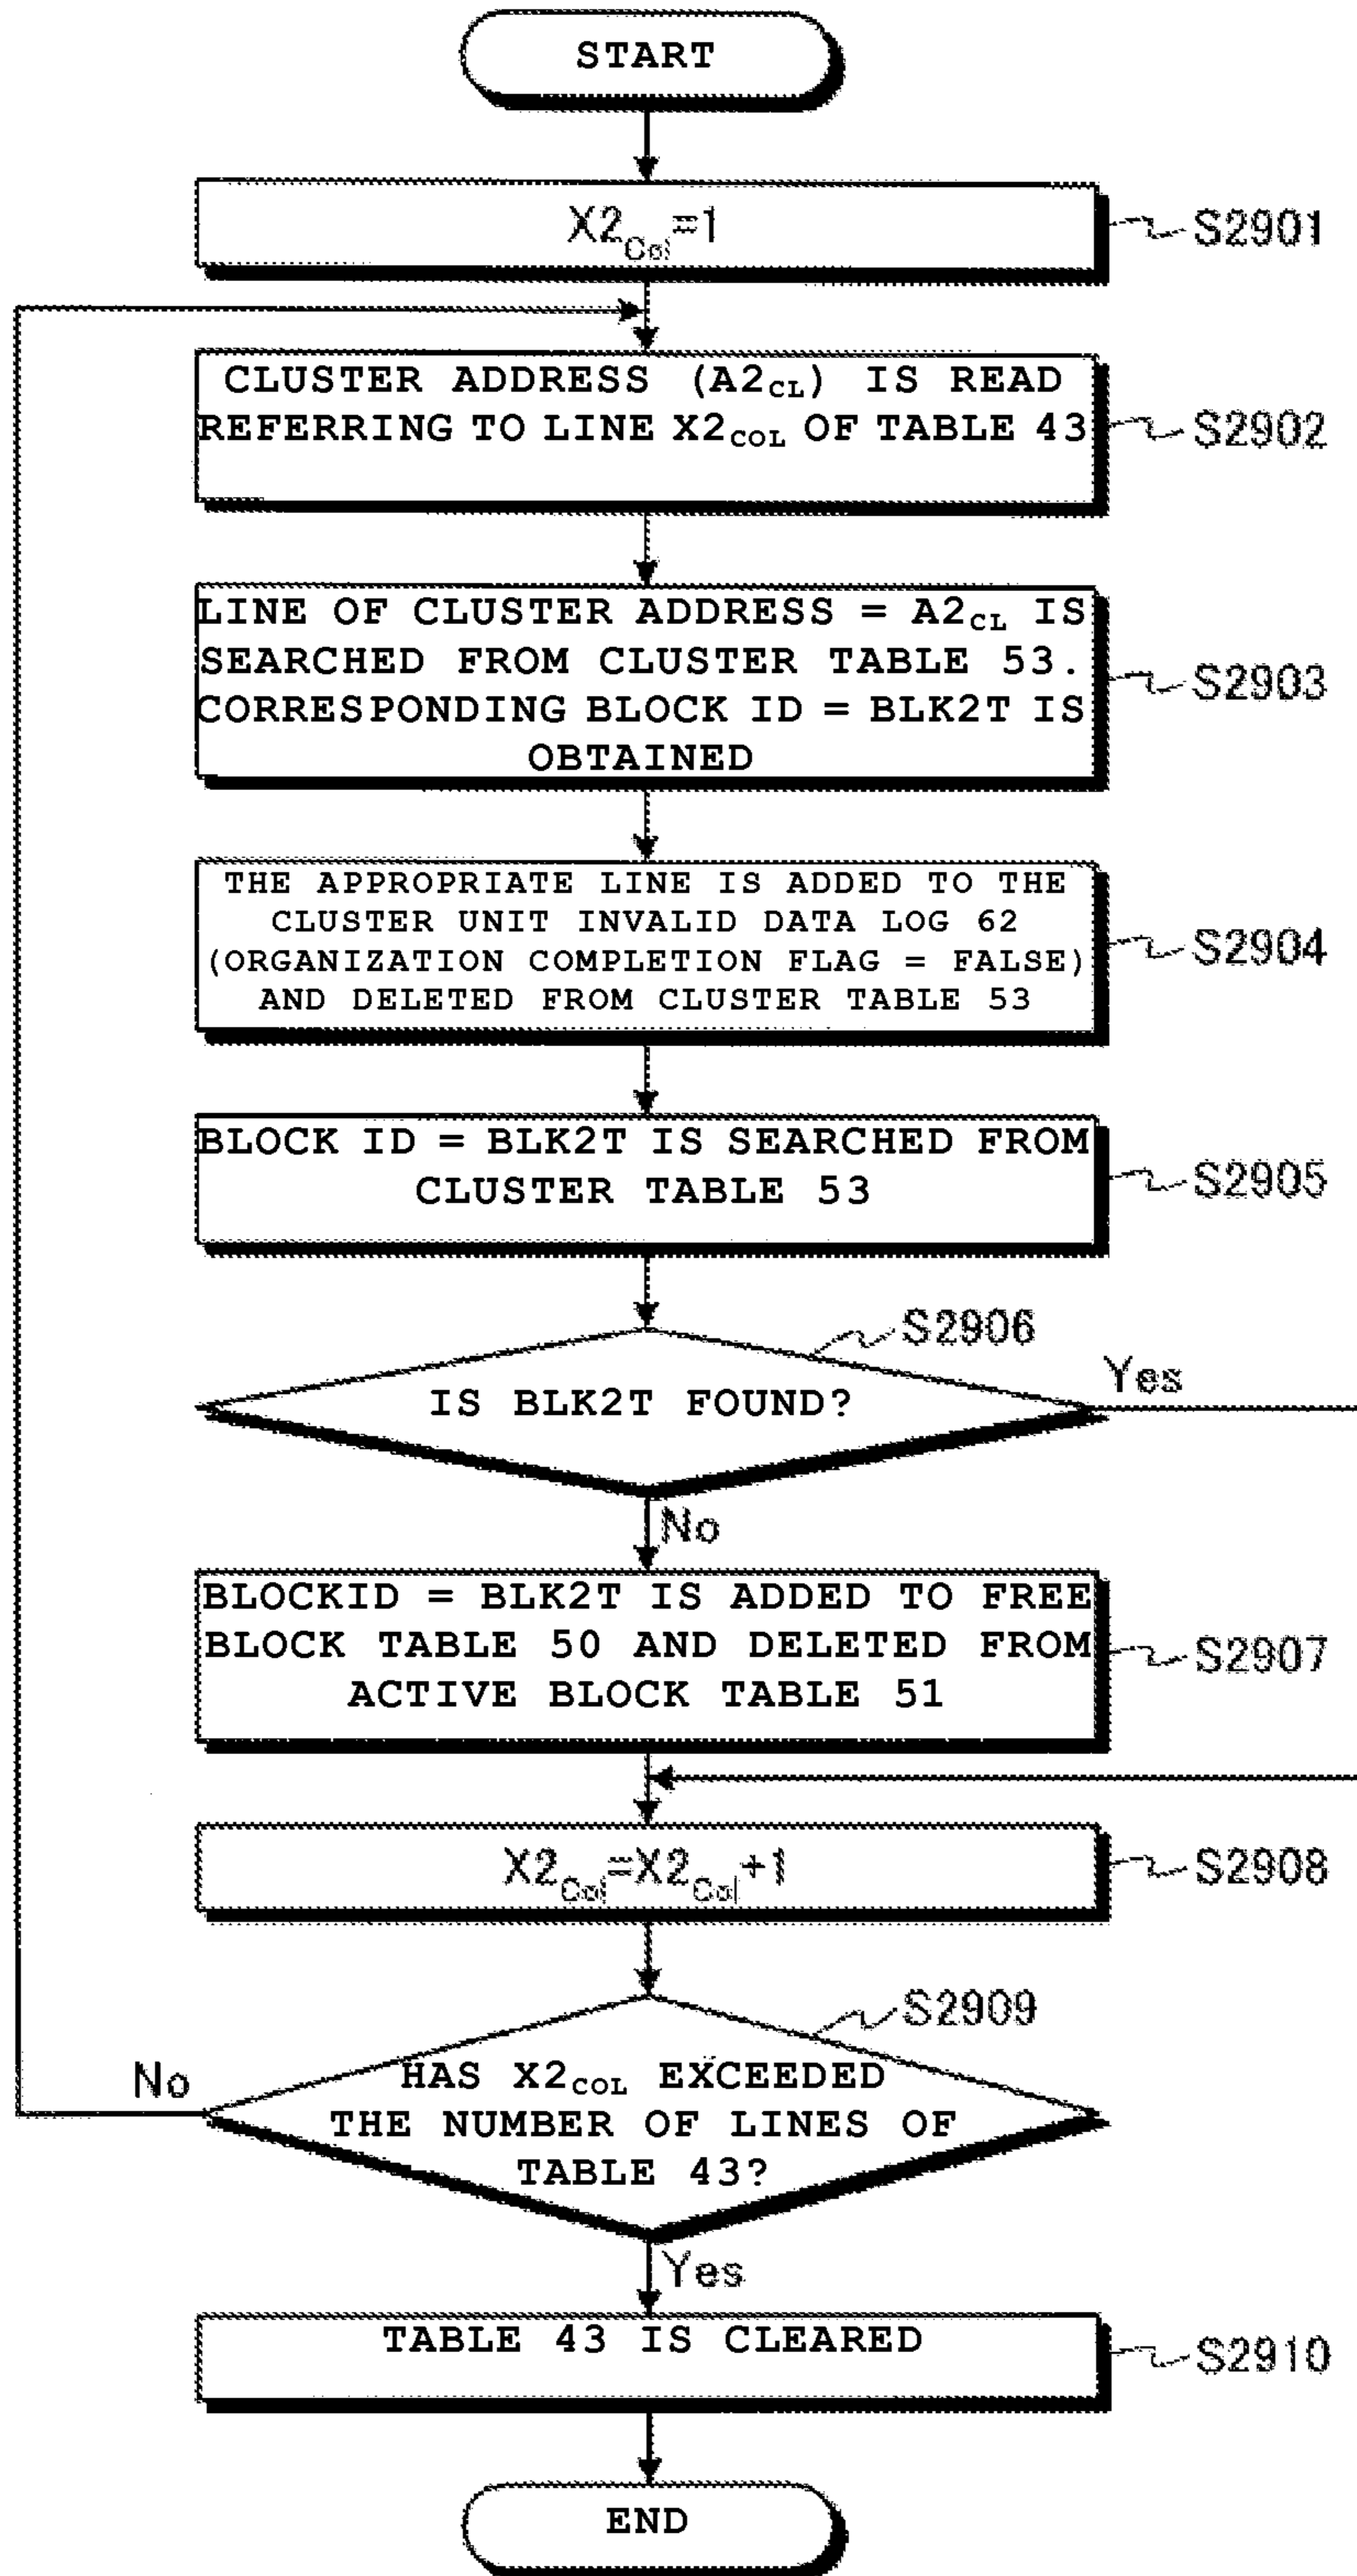 START
X2Col=1
S2901
CLUSTER ADDRESS (A2CL) IS READ
REFERRING TO LINE X2COL OF TABLE 43
S2902
LINE OF CLUSTER ADDRESS = A2CL IS
SEARCHED FROM CLUSTER TABLE 53.
CORRESPONDING BLOCK ID = BLK2T IS
OBTAINED
S2903
THE APPROPRIATE LINE IS ADDED TO THE
CLUSTER UNIT INVALID DATA LOG 62
(ORGANIZATION COMPLETION FLAG = FALSE)
AND DELETED FROM CLUSTER TABLE 53
S2904
BLOCK ID = BLK2T IS SEARCHED FROM
CLUSTER TABLE 53
S2905
S2906
IS BLK2T FOUND?
Yes
No
BLOCKID = BLK2T IS ADDED TO FREE
BLOCK TABLE 50 AND DELETED FROM
ACTIVE BLOCK TABLE 51
S2907
X2Col=X2Col+1
S2908
S2909
HAS X2COL EXCEEDED
THE NUMBER OF LINES OF
TABLE 43?
No
Yes
TABLE 43 IS CLEARED
S2910
END